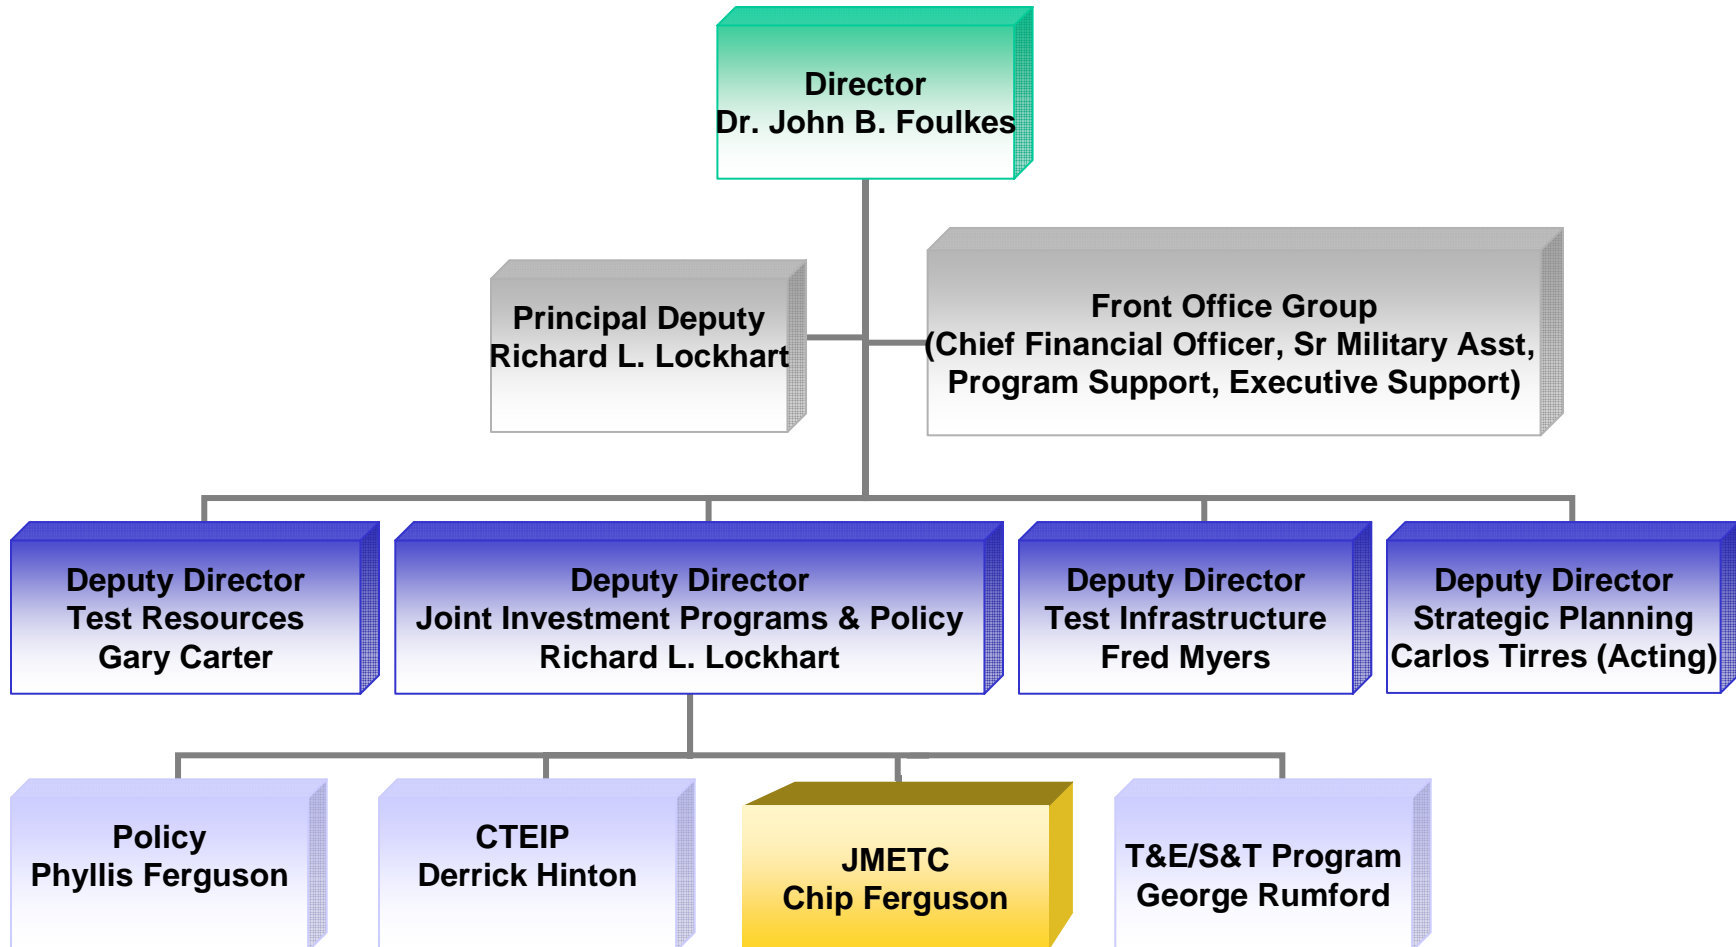 Director
Dr. John B. Foulkes
Principal Deputy
Richard L. Lockhart
Front Office Group
(Chief Financial Officer, Sr Military Asst,
Program Support, Executive Support)
Deputy Director
Test Resources
Gary Carter
Deputy Director
Joint Investment Programs & Policy
Richard L. Lockhart
Deputy Director
Test Infrastructure
Fred Myers
Deputy Director
Strategic Planning
Carlos Tirres (Acting)
Policy
Phyllis Ferguson
CTEIP
Derrick Hinton
JMETC
Chip Ferguson
T&E/S&T Program
George Rumford